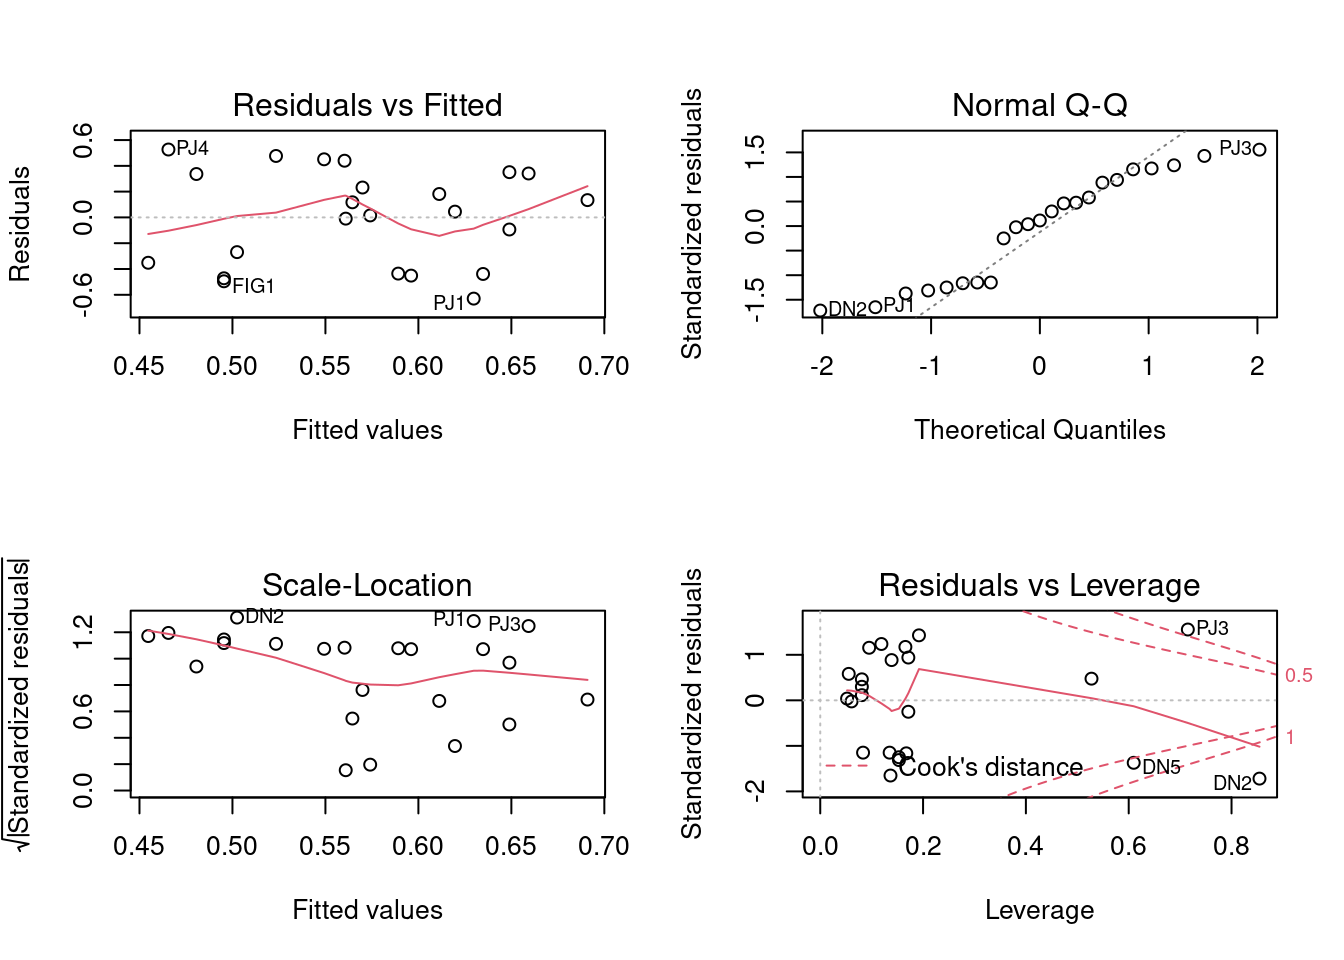 Residuals vs Fitted
Residuals
0.6
0.0
-0.6
PJ4
FIG1
PJ1
0.45 0.50 0.55 0.60 0.65 0.70
Fitted values
Normal Q-Q
Standardized residuals
1.5
0.0
-1.5
PJ3
DN2
PJ1
-2 -1 0 1 2
Theoretical Quantiles
Scale-Location
√|Standardized residuals|
1.2
0.6
0.0
DN2
PJ1
PJ3
0.45 0.50 0.55 0.60 0.65 0.70
Fitted values
Residuals vs Leverage
Standardized residuals
1
0
-2
PJ3
0.5
1
Cook's distance
DN5
DN2
0.0 0.2 0.4 0.6 0.8
Leverage